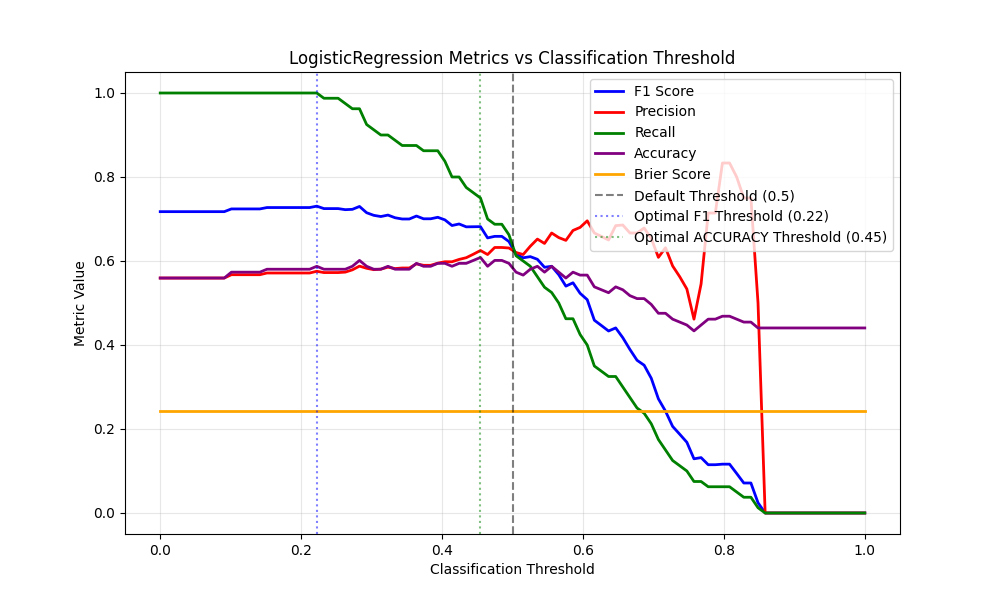 LogisticRegression Metrics vs Classification Threshold
F1 Score
Precision
Recall
Accuracy
Brier Score
Default Threshold (0.5)
Optimal F1 Threshold (0.22)
Optimal ACCURACY Threshold (0.45)
Metric Value
1.0
0.8
0.6
0.4
0.2
0.0
0.0 0.2 0.4 0.6 0.8 1.0
Classification Threshold